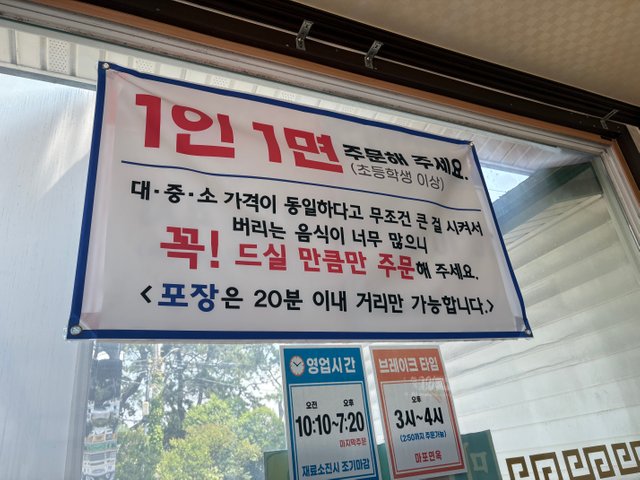 1인 1면 주문해 주세요.
(초등학생 이상)
대·중·소 가격이 동일하다고 무조건 큰 걸 시켜서
버리는 음식이 너무 많으니
꼭! 드실 만큼만 주문해 주세요.
<포장은 20분 이내 거리만 가능합니다.>
영업시간
오전 오후
10:10~7:20
마지막주문
재료소진시 조기마감
브레이크 타임
오후
3시~4시
(2:50까지 주문가능)
마포면옥